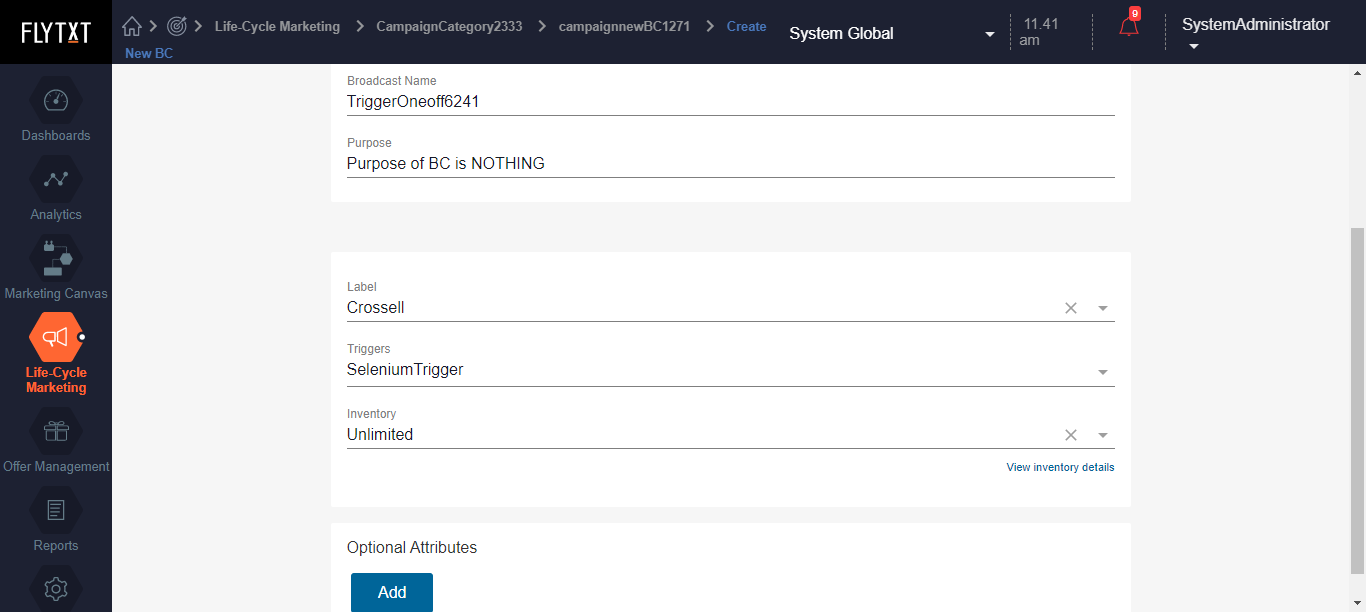 FLYTXT
Life-Cycle Marketing
CampaignCategory2333
campaignnewBC1271
Create
New BC
System Global
11.41
am
9
SystemAdministrator
Dashboards
Analytics
Marketing Canvas
Life-Cycle
Marketing
Offer Management
Reports
Broadcast Name
TriggerOneoff6241
Purpose
Purpose of BC is NOTHING
Label
Crossell
Triggers
SeleniumTrigger
Inventory
Unlimited
View inventory details
Optional Attributes
Add